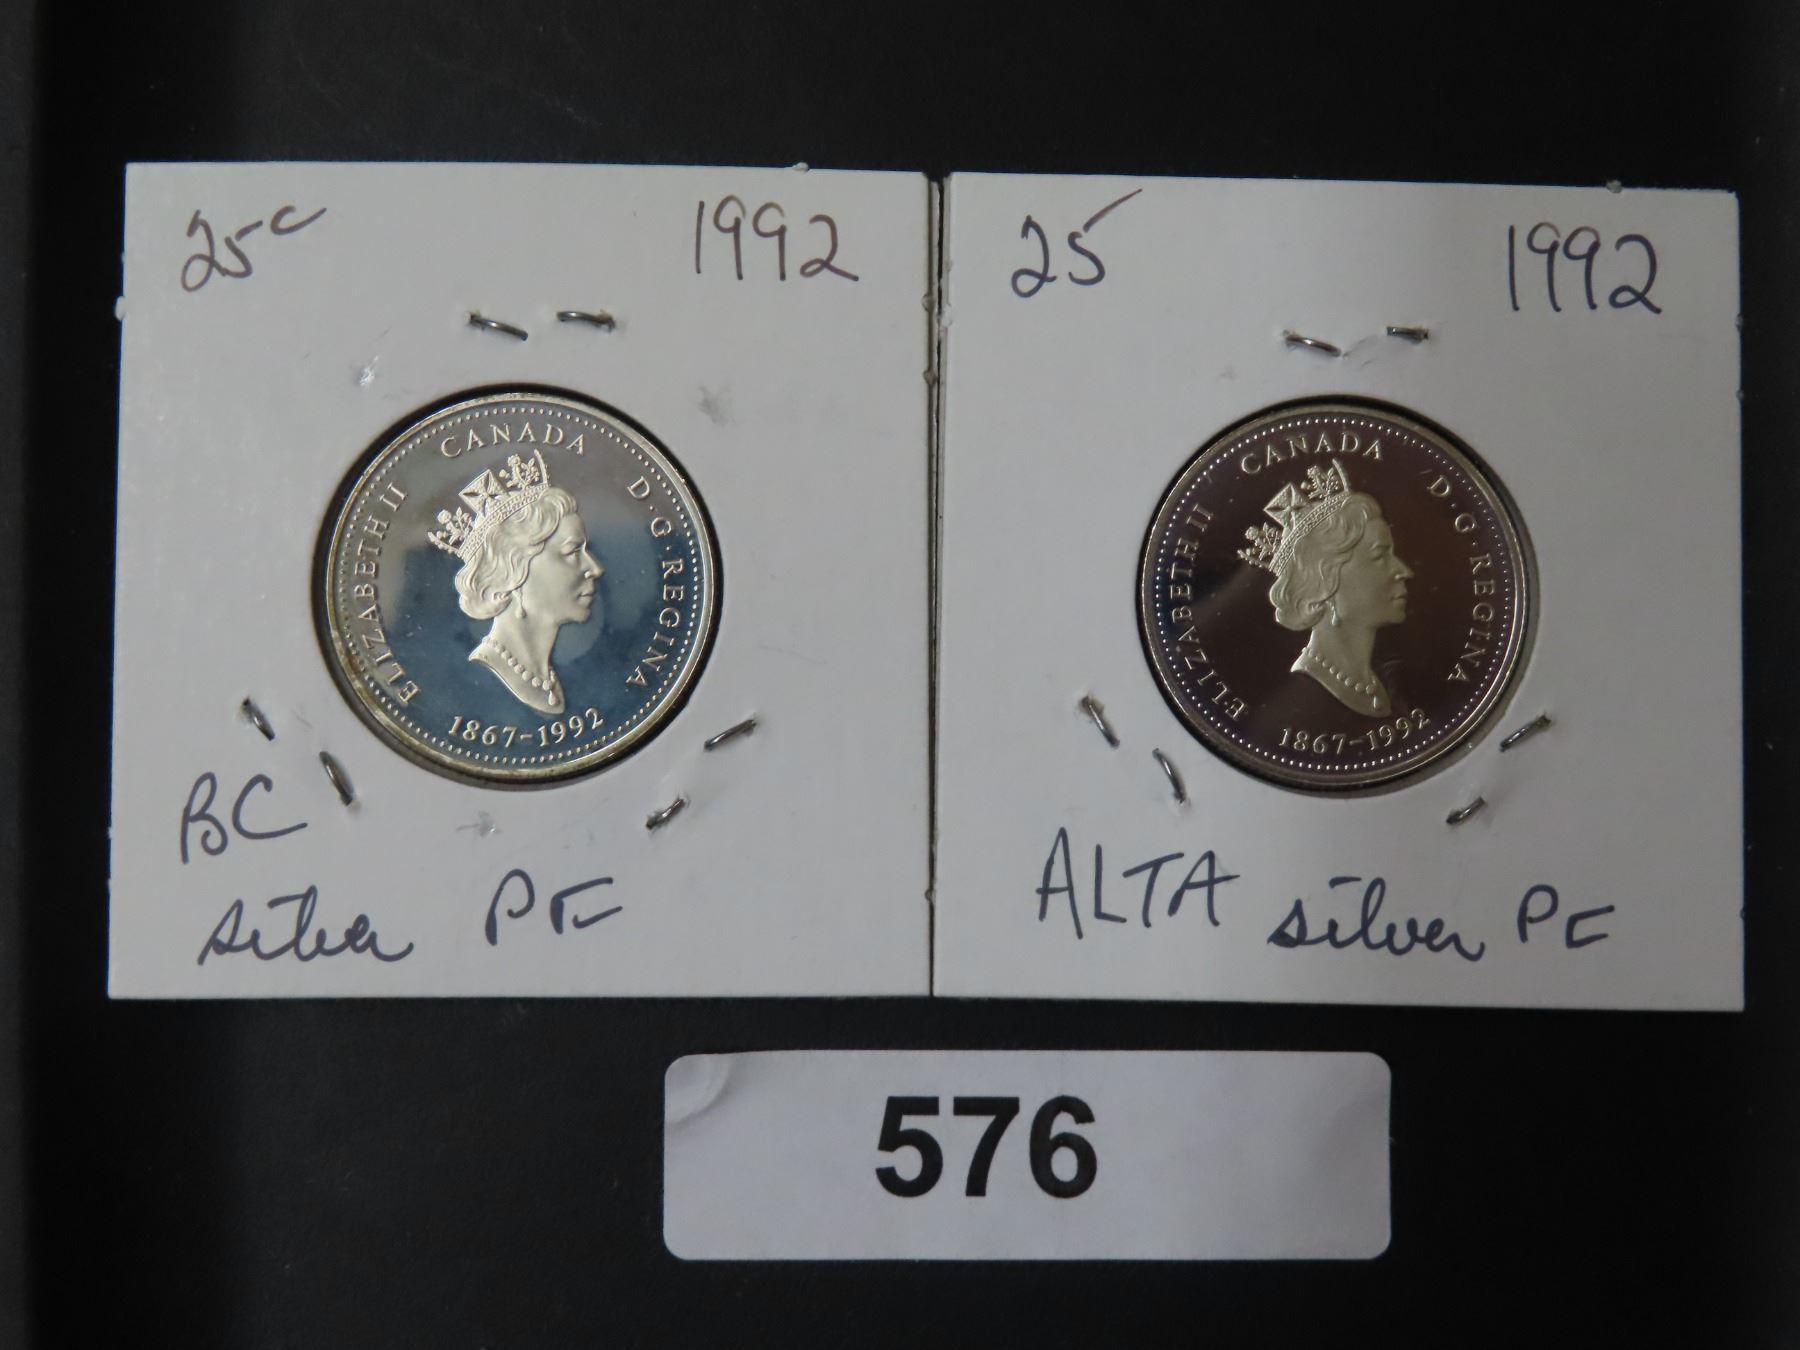 25c 1992
CANADA
ELIZABETH II
D·G·REGINA
1867-1992
BC
silver PF
25 1992
CANADA
ELIZABETH II
D·G·REGINA
1867-1992
ALTA silver PF
576